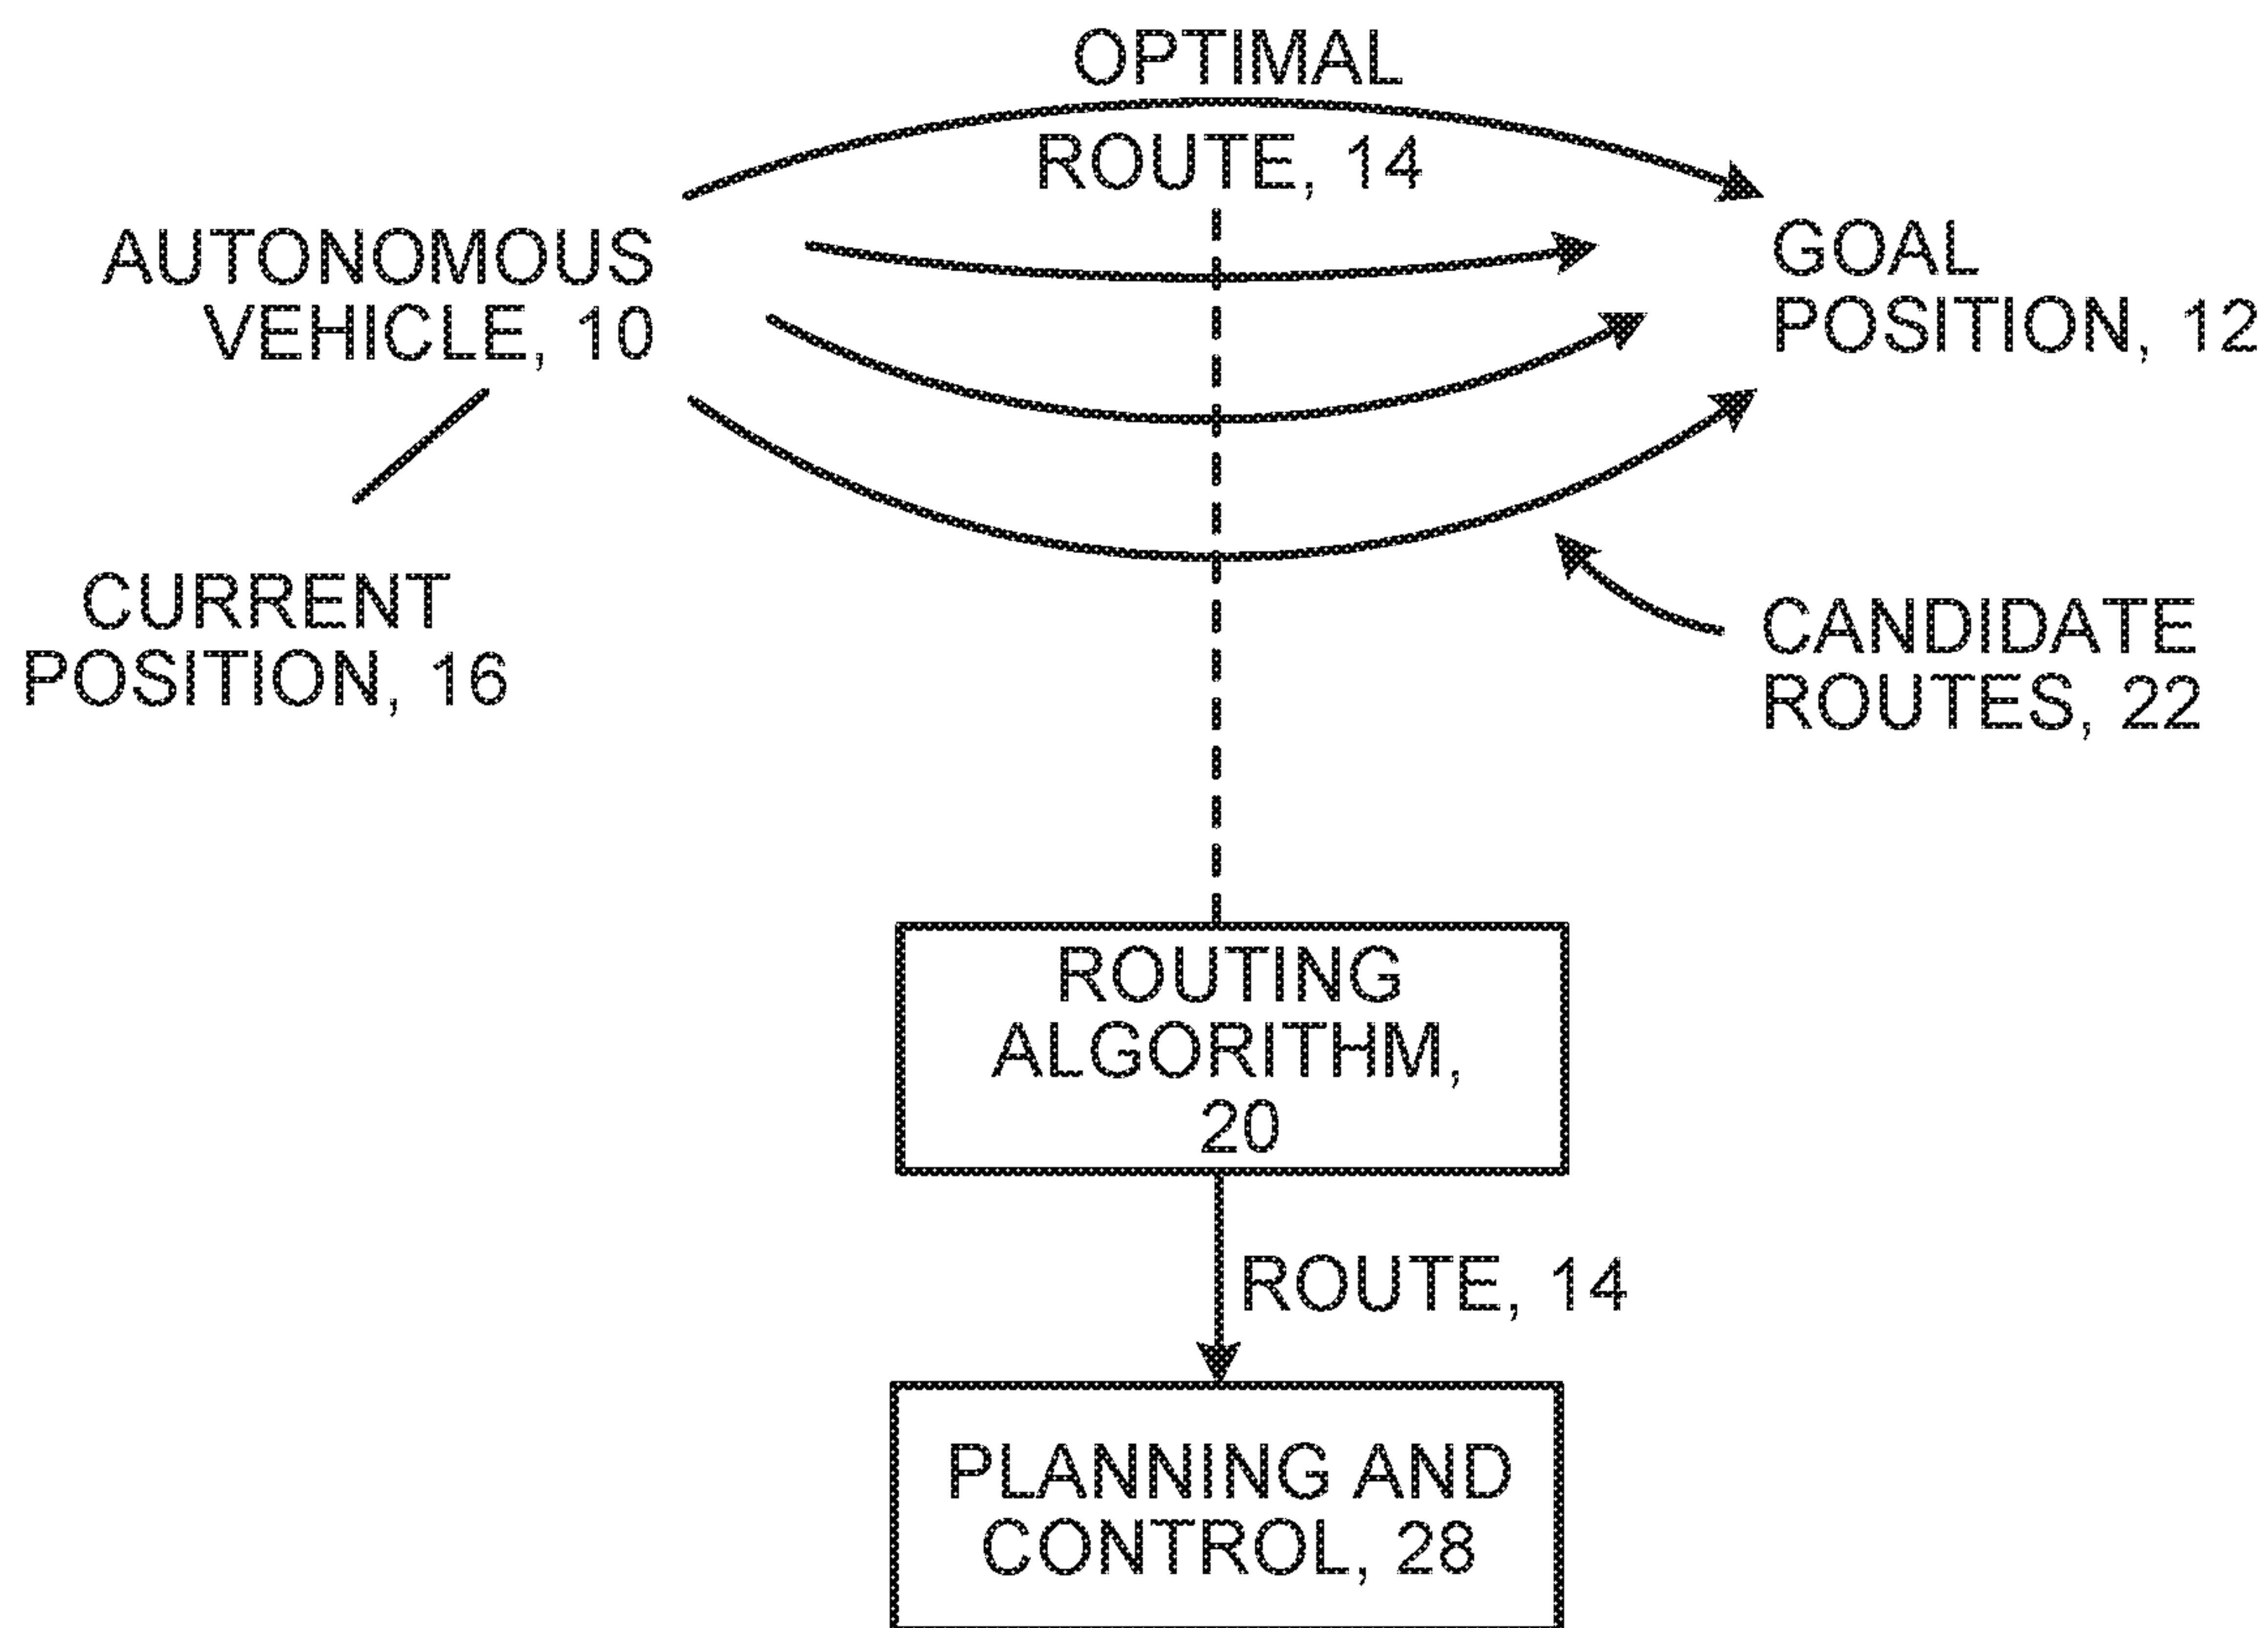 OPTIMAL
ROUTE, 14
AUTONOMOUS
VEHICLE, 10
GOAL
POSITION, 12
CURRENT
POSITION, 16
CANDIDATE
ROUTES, 22
ROUTING
ALGORITHM,
20
ROUTE, 14
PLANNING AND
CONTROL, 28